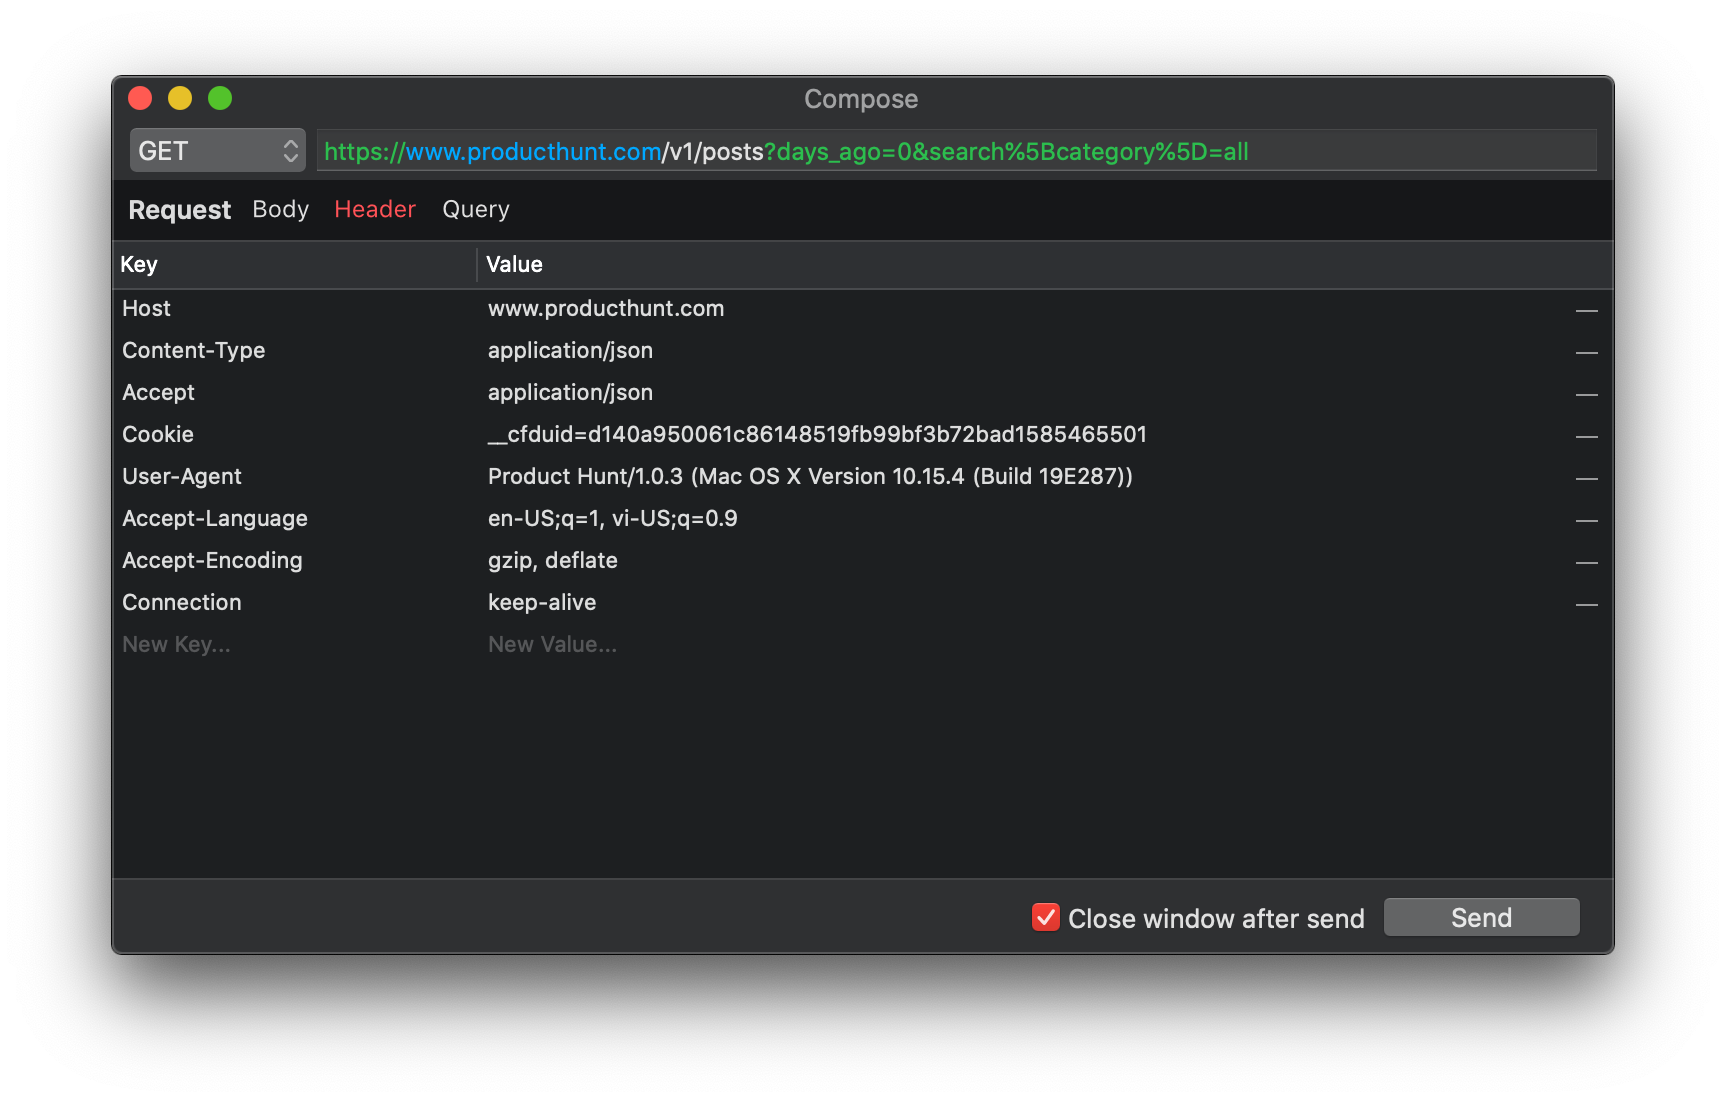 Compose
GET https://www.producthunt.com/v1/posts?days_ago=0&search%5Bcategory%5D=all
Request Body Header Query
Key Value
Host www.producthunt.com
Content-Type application/json
Accept application/json
Cookie __cfduid=d140a950061c86148519fb99bf3b72bad1585465501
User-Agent Product Hunt/1.0.3 (Mac OS X Version 10.15.4 (Build 19E287))
Accept-Language en-US;q=1, vi-US;q=0.9
Accept-Encoding gzip, deflate
Connection keep-alive
New Key... New Value...
Close window after send Send